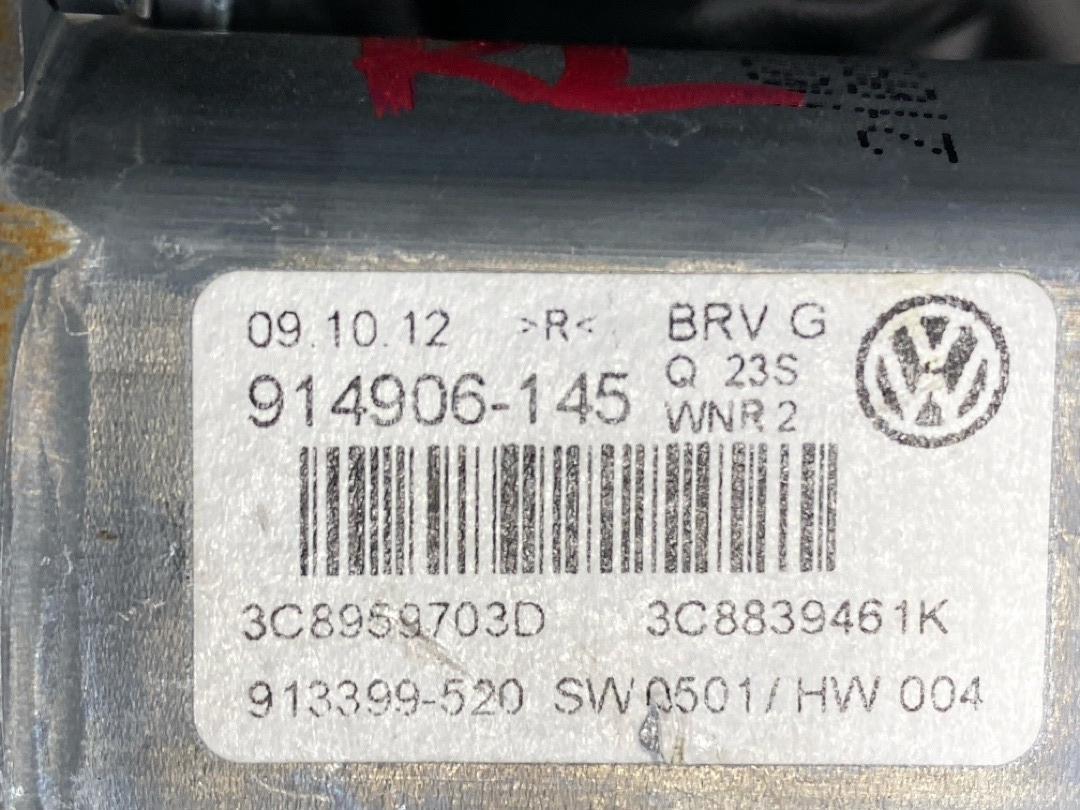 09.10.12 >R< BRV G
914906-145 Q 23S
WNR 2
3C8959703D 3C8839461K
913399-520 SW 0501/ HW 004